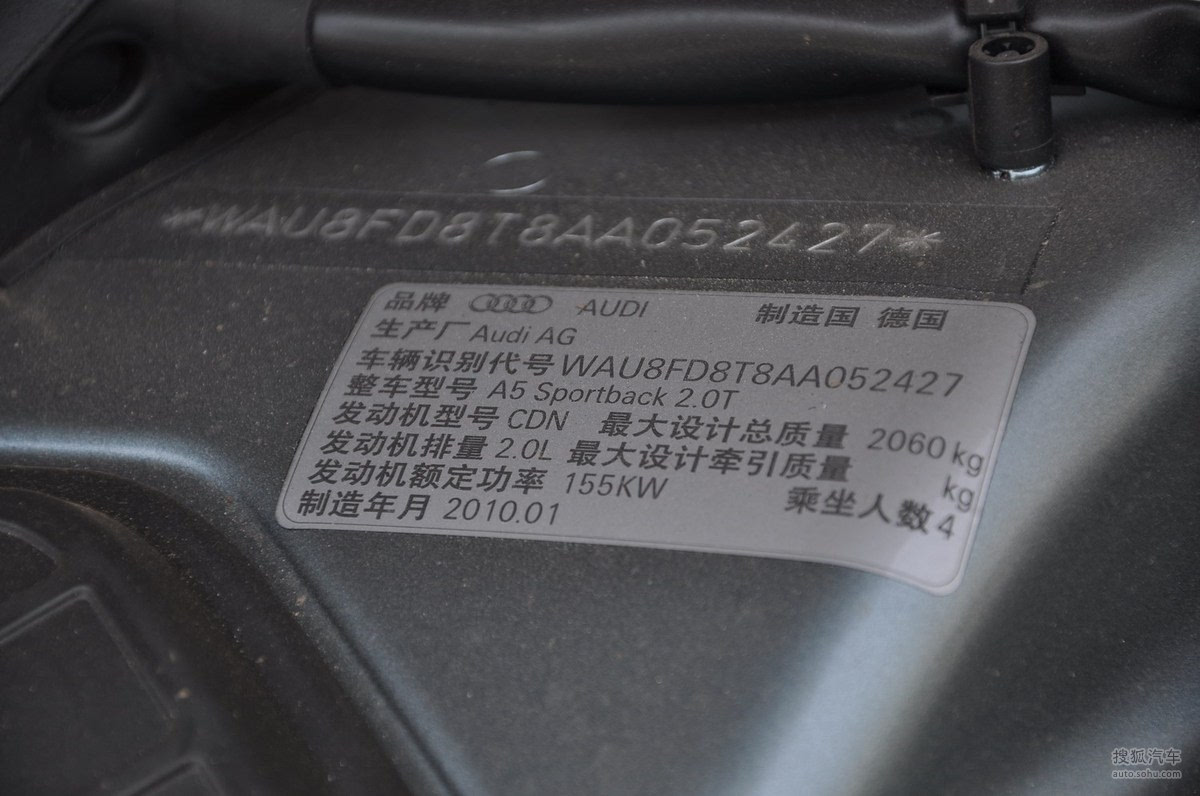 *WAU8FD8T8AA052427*
品牌 AUDI 制造国 德国
生产厂 Audi AG
车辆识别代号 WAU8FD8T8AA052427
整车型号 A5 Sportback 2.0T
发动机型号 CDN 最大设计总质量 2060 kg
发动机排量 2.0L 最大设计牵引质量 kg
发动机额定功率 155KW 乘坐人数 4
制造年月 2010.01
搜狐汽车
auto.sohu.com